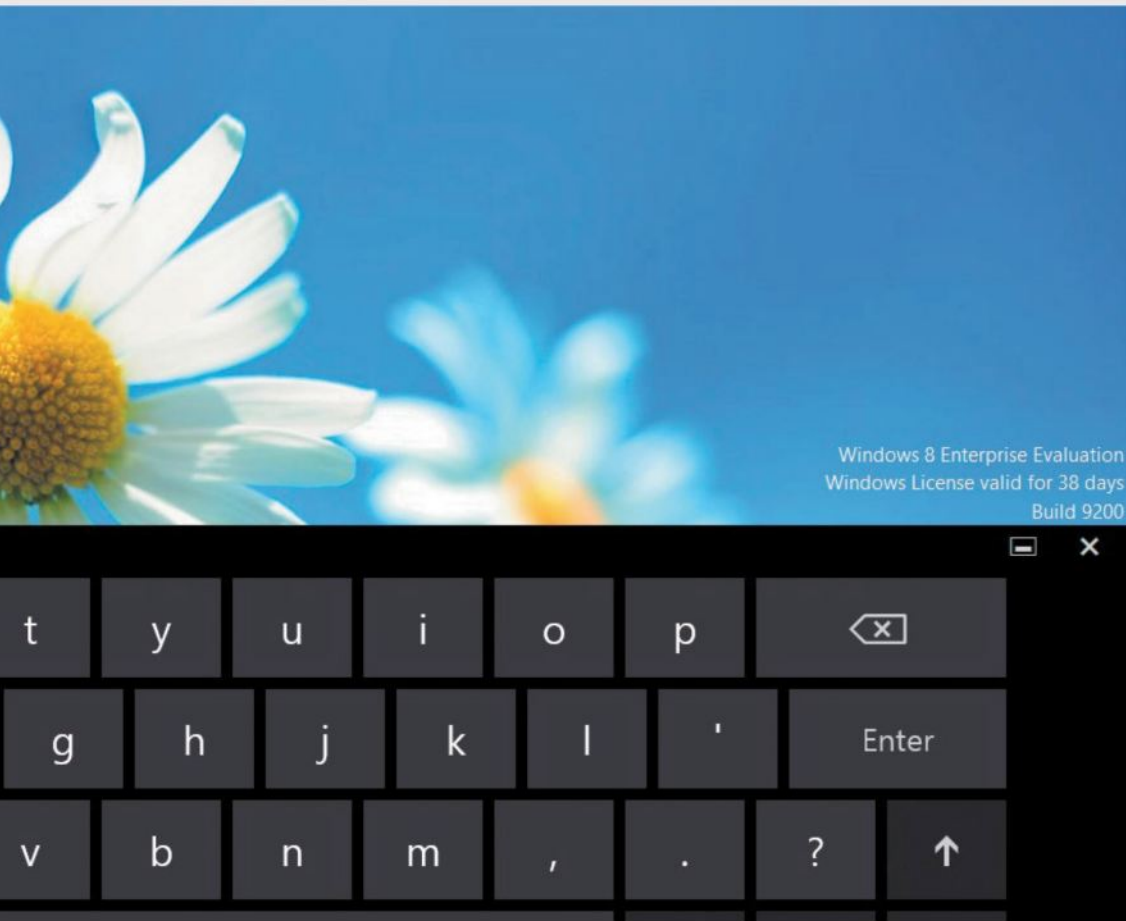 Windows 8 Enterprise Evaluation
Windows License valid for 38 days
Build 9200
t y u i o p
g h j k l ' Enter
v b n m , . ?